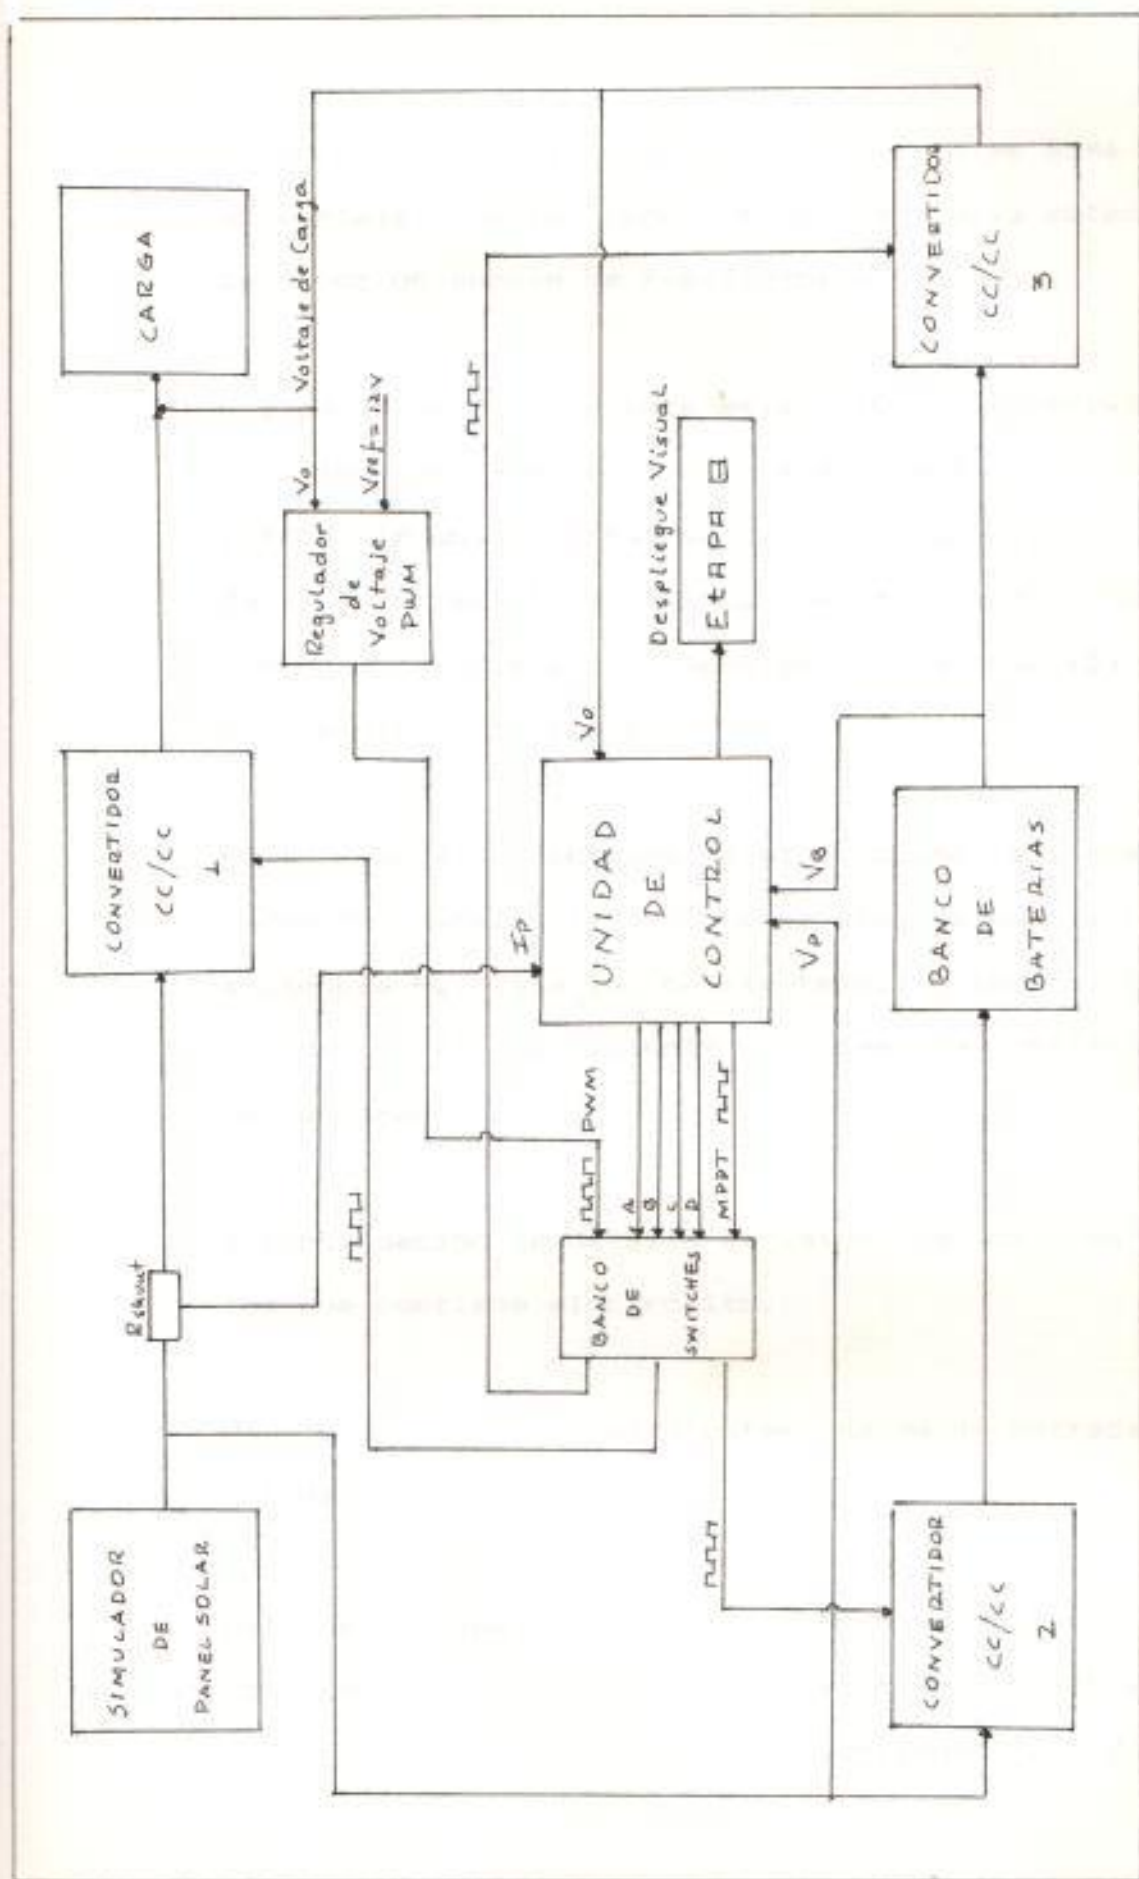 SIMULADOR
DE
PANEL SOLAR
Rshunt
CONVERTIDOR
CC/CC
1
CARGA
Voltaje de Carga
Vo
Vref=12V
Regulador
de
Voltaje
PWM
Ip
PWM
BANCO
DE
SWITCHES
A
B
C
D
MPPT
UNIDAD
DE
CONTROL
Vo
Despliegue Visual
EtAPA B
Vp
VB
CONVERTIDOR
CC/CC
2
BANCO
DE
BATERIAS
CONVERTIDOR
CC/CC
3